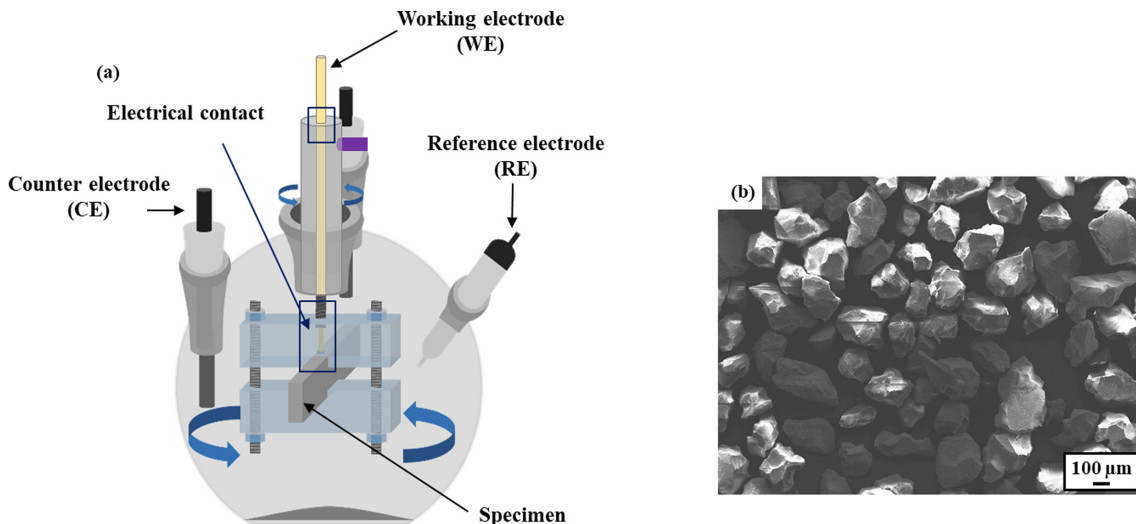 Working electrode
(WE)
(a)
Electrical contact
Reference electrode
(RE)
Counter electrode
(CE)
(b)
100 μm
Specimen